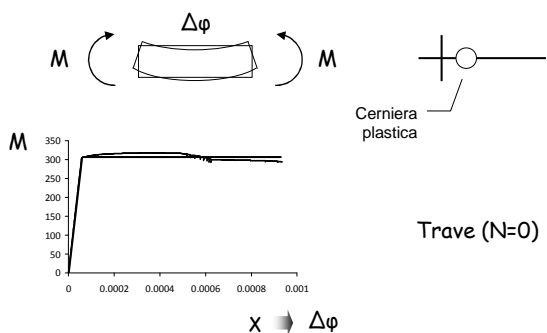 Δφ
M M
Cerniera
plastica
M
350
300
250
200
150
100
50
0
0 0.0002 0.0004 0.0006 0.0008 0.001
Trave (N=0)
x Δφ